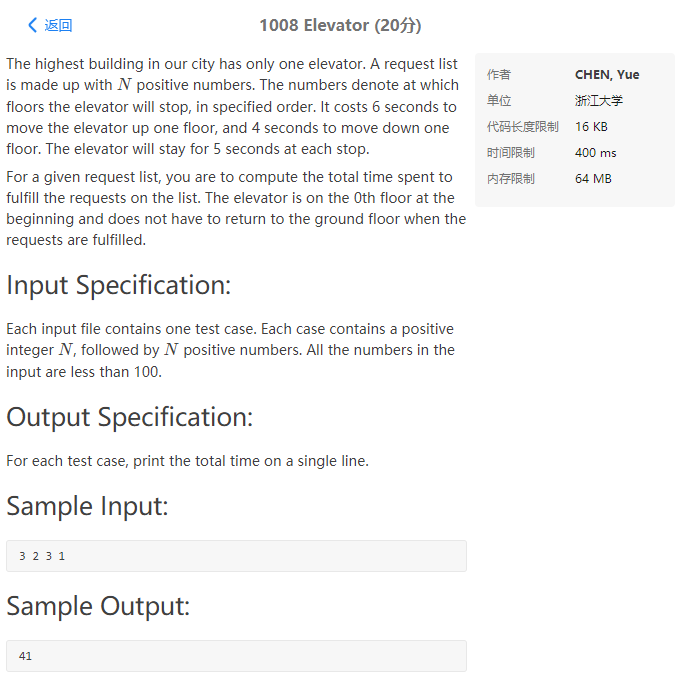 返回
1008 Elevator (20分)
The highest building in our city has only one elevator. A request list
is made up with N positive numbers. The numbers denote at which
floors the elevator will stop, in specified order. It costs 6 seconds to
move the elevator up one floor, and 4 seconds to move down one
floor. The elevator will stay for 5 seconds at each stop.
For a given request list, you are to compute the total time spent to
fulfill the requests on the list. The elevator is on the 0th floor at the
beginning and does not have to return to the ground floor when the
requests are fulfilled.
Input Specification:
Each input file contains one test case. Each case contains a positive
integer N, followed by N positive numbers. All the numbers in the
input are less than 100.
Output Specification:
For each test case, print the total time on a single line.
Sample Input:
3 2 3 1
Sample Output:
41
作者 CHEN, Yue
单位 浙江大学
代码长度限制 16 KB
时间限制 400 ms
内存限制 64 MB